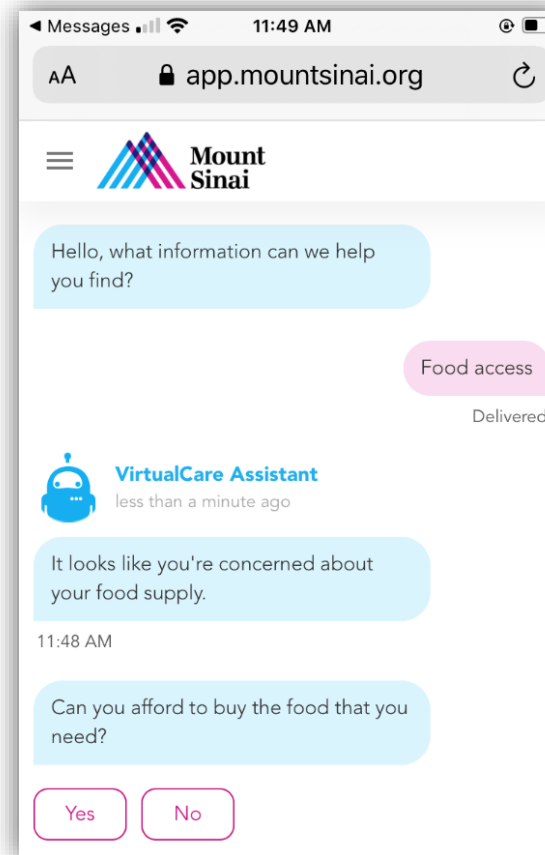 Messages 11:49 AM
AA app.mountsinai.org
Mount
Sinai
Hello, what information can we help
you find?
Food access
Delivered
VirtualCare Assistant
less than a minute ago
It looks like you're concerned about
your food supply.
11:48 AM
Can you afford to buy the food that you
need?
Yes No